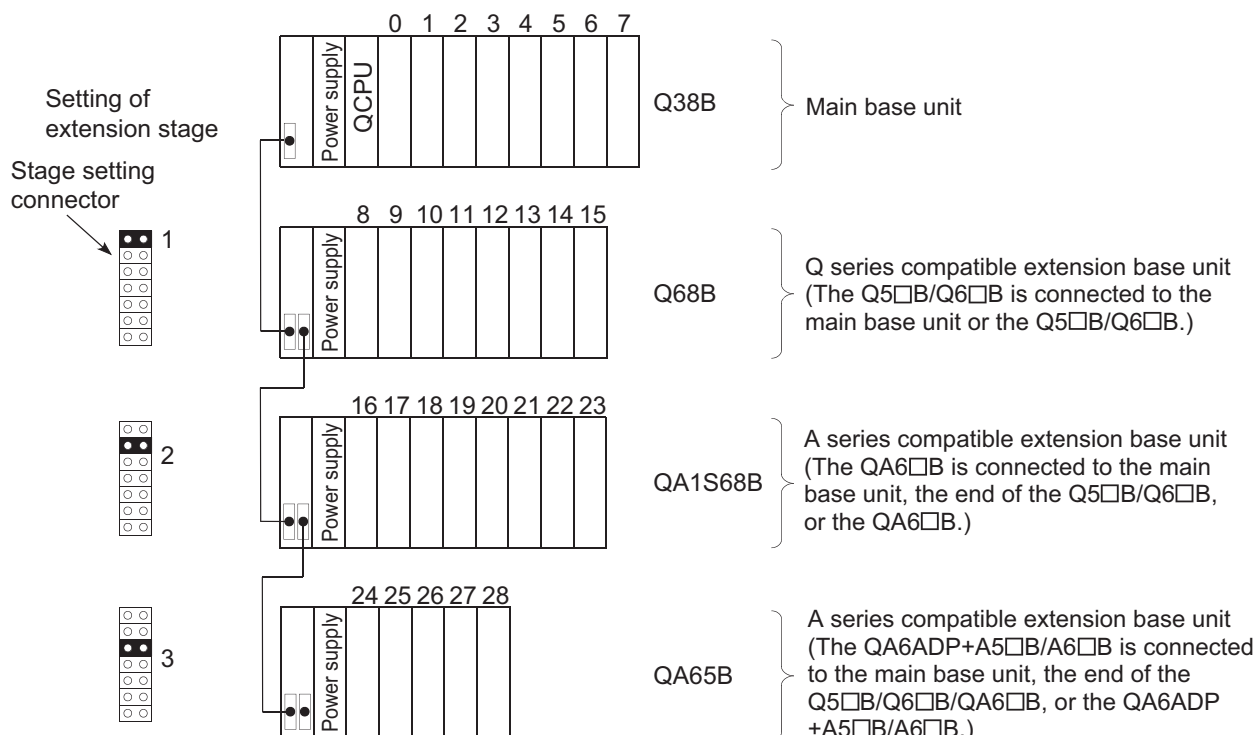 0 1 2 3 4 5 6 7
Power supply
QCPU
Q38B
Main base unit
Setting of
extension stage
Stage setting
connector
1
8 9 10 11 12 13 14 15
Power supply
Q68B
Q series compatible extension base unit
(The Q5□B/Q6□B is connected to the
main base unit or the Q5□B/Q6□B.)
2
16 17 18 19 20 21 22 23
Power supply
QA1S68B
A series compatible extension base unit
(The QA6□B is connected to the main
base unit, the end of the Q5□B/Q6□B,
or the QA6□B.)
3
24 25 26 27 28
Power supply
QA65B
A series compatible extension base unit
(The QA6ADP+A5□B/A6□B is connected
to the main base unit, the end of the
Q5□B/Q6□B/QA6□B, or the QA6ADP
+A5□B/A6□B.)